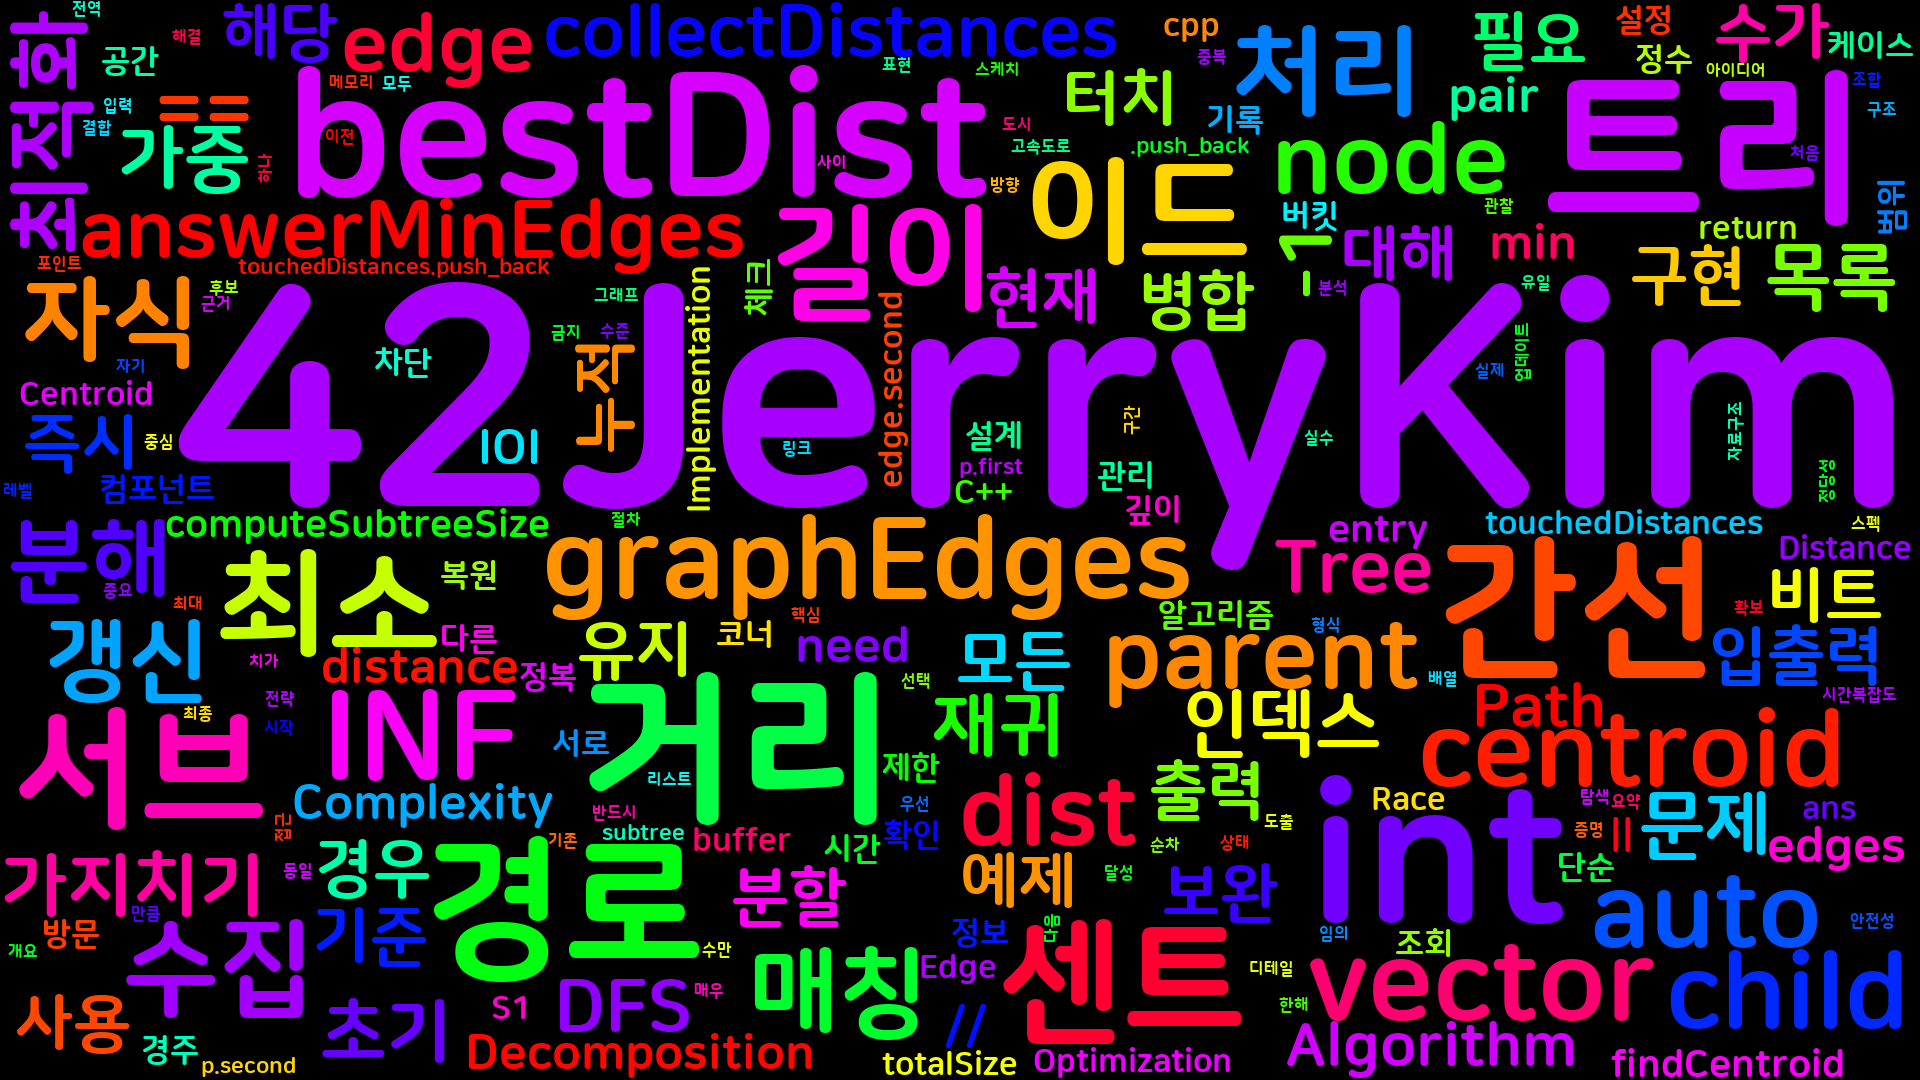 전역
해결
최적화
해당
edge
collectDistances
cpp
중복
처리
필요
설정
수가
공간
메모리
모두
표현
스케치
터치
정수
케이스
아이디어
조합
입력
==
bestDist
기록
pair
트리
구조
결합
가중
이전
사이
도시
고속도로
.push_back
node
처음
하나
방향
이드
관찰
범위
answerMinEdges
길이
버킷
return
포인트
touchedDistances.push_back
체크
현재
병합
-1
대해
min
구현
목록
자식
후보
근거
그래프
Implementation
edge.second
분석
유일
금지
수준
42JerryKim
차단
누적
자기
실제
업데이트
Centroid
즉시
중심
IOI
링크
설계
구간
실수
자료구조
p.first
관리
C++
깊이
정당성
레벨
컴포넌트
computeSubtreeSize
절차
entry
touchedDistances
스펙
분해
graphEdges
Tree
간선
Distance
중요
최소
복원
비트
최대
핵심
알고리즘
형식
확보
갱신
다른
유지
코너
need
모든
parent
입출력
치가
distance
정복
선택
배열
전략
INF
거리
재귀
인덱스
Path
시간복잡도
최종
시작
서브
서로
제한
centroid
리스트
Complexity
반드시
우선
dist
출력
int
Race
탐색
요약
문제
ans
접근
기존
subtree
buffer
시간
확인
순차
상태
도출
증명
||
edges
가지치기
동일
경우
경로
분할
예제
달성
보완
단순
auto
만큼
방문
수집
기준
정보
센트
임의
조회
안전성
개요
수만
매칭
Edge
디테일
vector
child
사용
초기
S1
DFS
매우
//
한해
경주
p.second
Decomposition
totalSize
Optimization
Algorithm
findCentroid